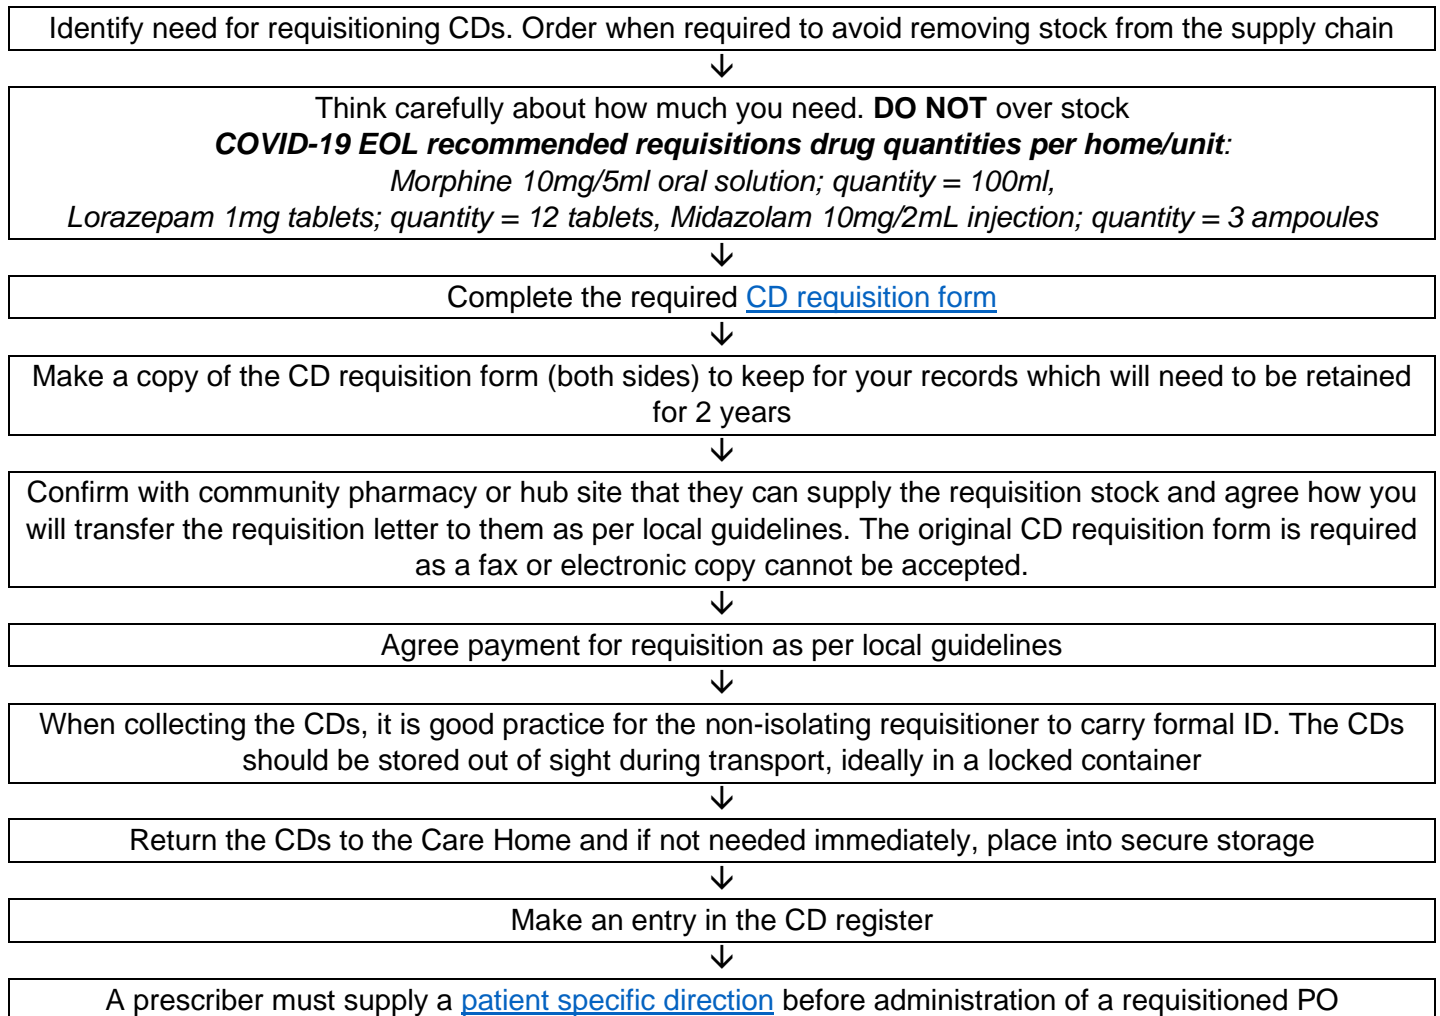 Identify need for requisitioning CDs. Order when required to avoid removing stock from the supply chain
Think carefully about how much you need. DO NOT over stock
COVID-19 EOL recommended requisitions drug quantities per home/unit:
Morphine 10mg/5ml oral solution; quantity = 100ml,
Lorazepam 1mg tablets; quantity = 12 tablets, Midazolam 10mg/2mL injection; quantity = 3 ampoules
Complete the required CD requisition form
Make a copy of the CD requisition form (both sides) to keep for your records which will need to be retained
for 2 years
Confirm with community pharmacy or hub site that they can supply the requisition stock and agree how you
will transfer the requisition letter to them as per local guidelines. The original CD requisition form is required
as a fax or electronic copy cannot be accepted.
Agree payment for requisition as per local guidelines
When collecting the CDs, it is good practice for the non-isolating requisitioner to carry formal ID. The CDs
should be stored out of sight during transport, ideally in a locked container
Return the CDs to the Care Home and if not needed immediately, place into secure storage
Make an entry in the CD register
A prescriber must supply a patient specific direction before administration of a requisitioned PO